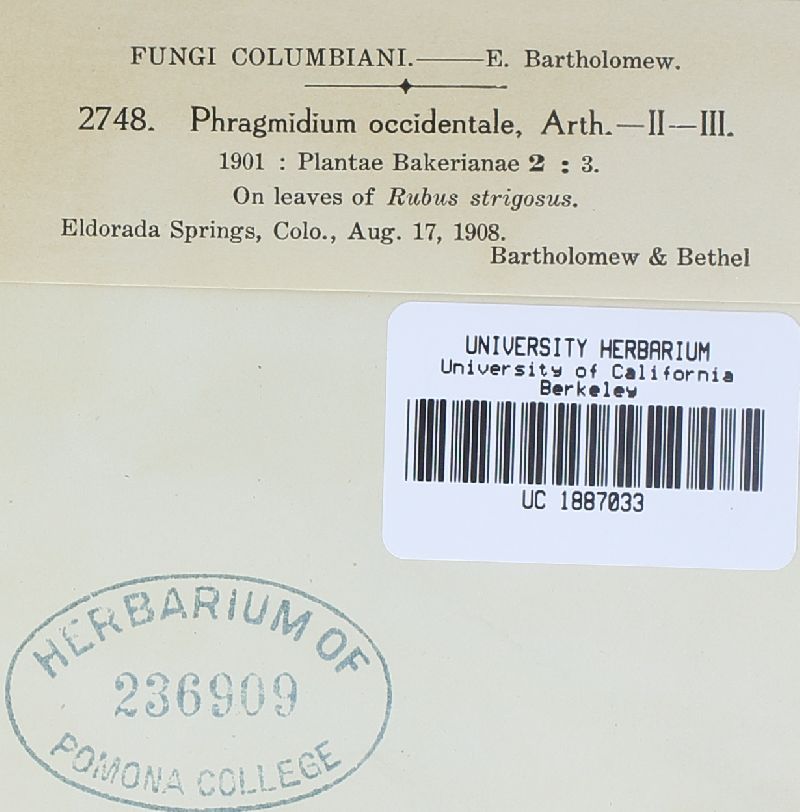 FUNGI COLUMBIANI.——E. Bartholomew.
2748. Phragmidium occidentale, Arth.—II—III.
1901 : Plantae Bakerianae 2 : 3.
On leaves of Rubus strigosus.
Eldorada Springs, Colo., Aug. 17, 1908.
Bartholomew & Bethel
UNIVERSITY HERBARIUM
University of California
Berkeley
UC 1887033
HERBARIUM OF
236909
POMONA COLLEGE